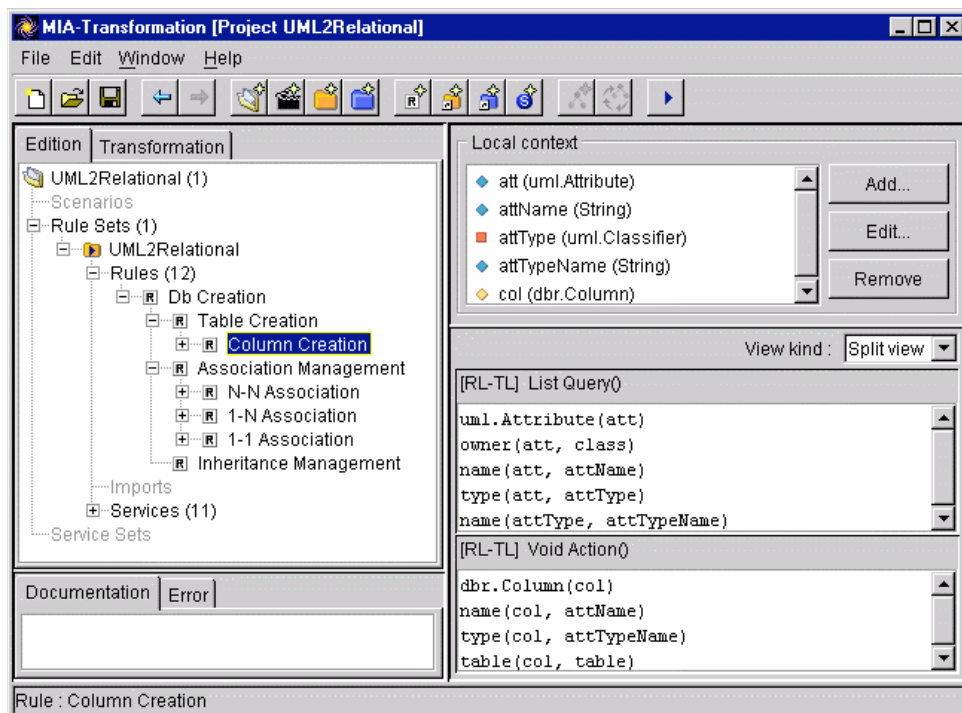 MIA-Transformation [Project UML2Relational]
File Edit Window Help
Edition Transformation
UML2Relational (1)
Scenarios
Rule Sets (1)
UML2Relational
Rules (12)
R Db Creation
R Table Creation
R Column Creation
R Association Management
R N-N Association
R 1-N Association
R 1-1 Association
R Inheritance Management
Imports
Services (11)
Service Sets
Documentation Error
Local context
att (uml.Attribute)
attName (String)
attType (uml.Classifier)
attTypeName (String)
col (dbr.Column)
Add...
Edit...
Remove
View kind : Split view
[RL-TL] List Query()
uml.Attribute(att)
owner(att, class)
name(att, attName)
type(att, attType)
name(attType, attTypeName)
[RL-TL] Void Action()
dbr.Column(col)
name(col, attName)
type(col, attTypeName)
table(col, table)
Rule : Column Creation